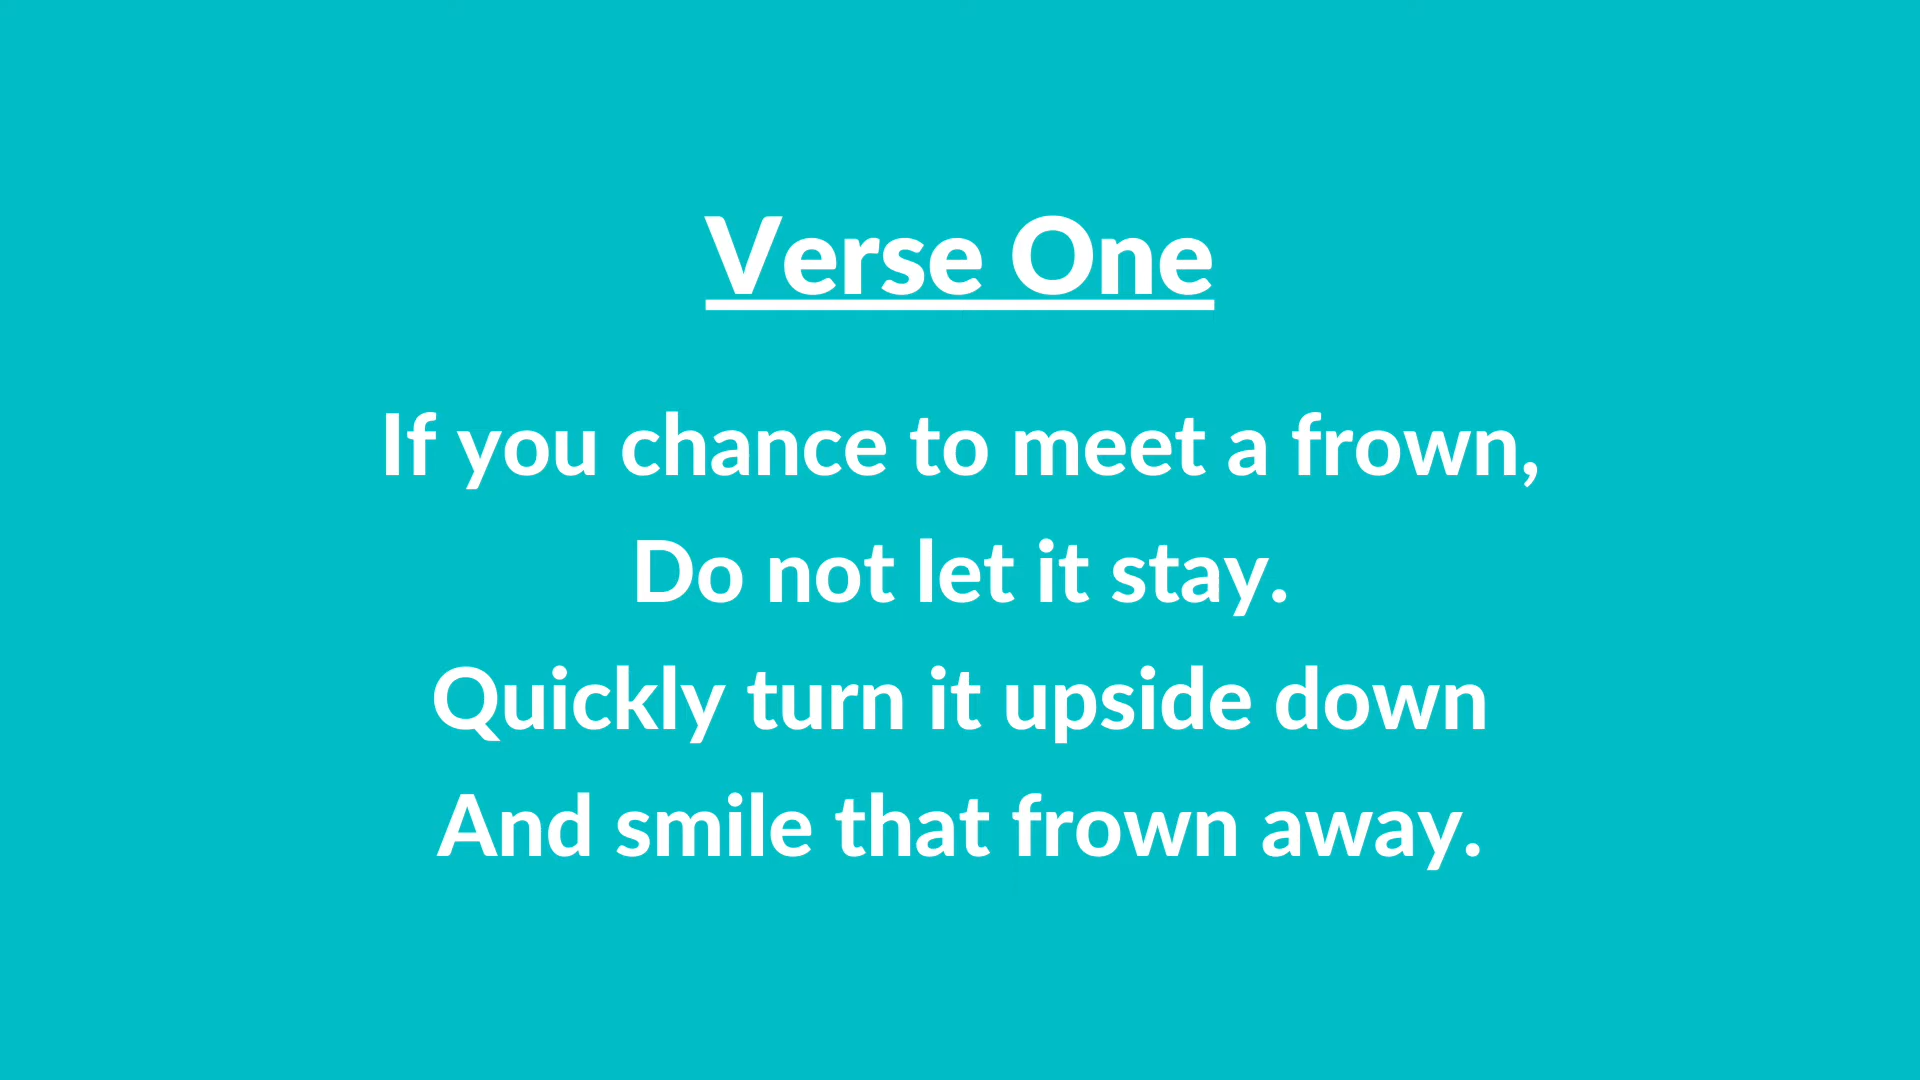 Verse One
If you chance to meet a frown,
Do not let it stay.
Quickly turn it upside down
And smile that frown away.